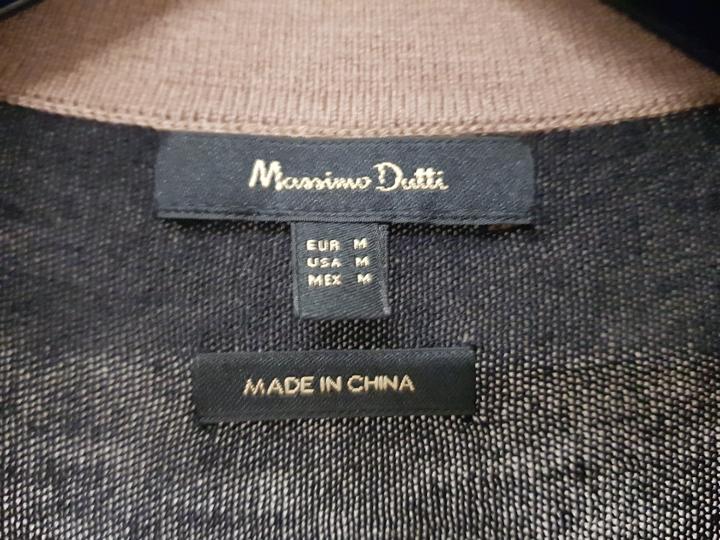 Massimo Dutti
EUR M
USA M
MEX M
MADE IN CHINA